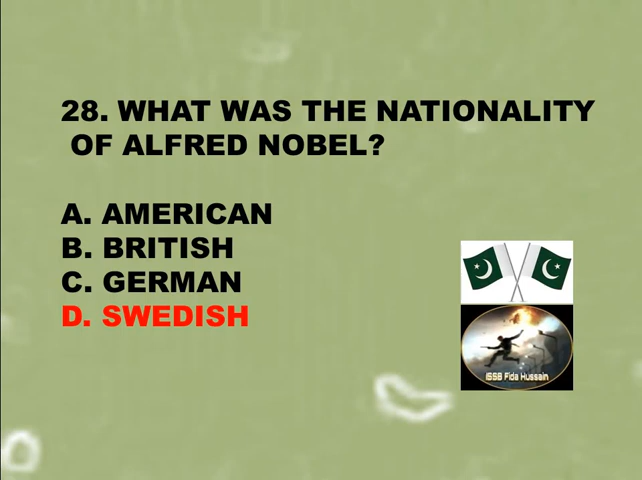 28. WHAT WAS THE NATIONALITY
OF ALFRED NOBEL?
A. AMERICAN
B. BRITISH
C. GERMAN
D. SWEDISH
ISSB Fida Hussain